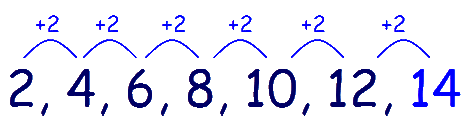 +2 +2 +2 +2 +2 +2
2, 4, 6, 8, 10, 12, 14